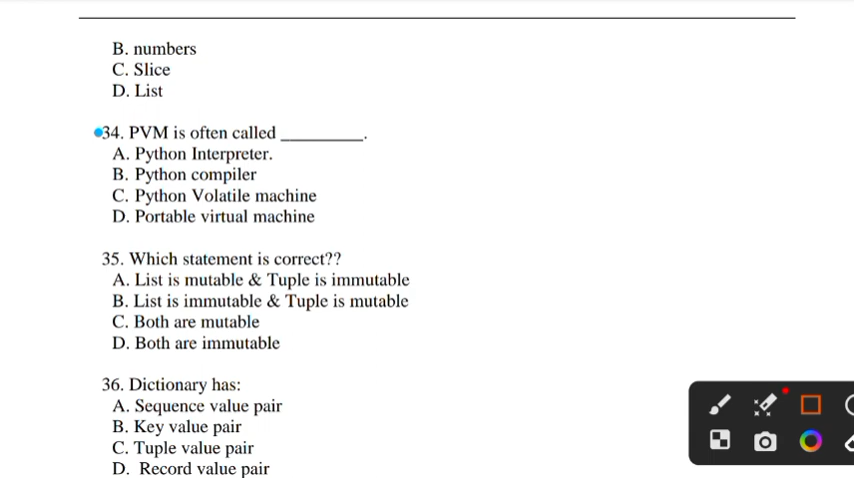 B. numbers
C. Slice
D. List
34. PVM is often called __________.
A. Python Interpreter.
B. Python compiler
C. Python Volatile machine
D. Portable virtual machine
35. Which statement is correct??
A. List is mutable & Tuple is immutable
B. List is immutable & Tuple is mutable
C. Both are mutable
D. Both are immutable
36. Dictionary has:
A. Sequence value pair
B. Key value pair
C. Tuple value pair
D. Record value pair